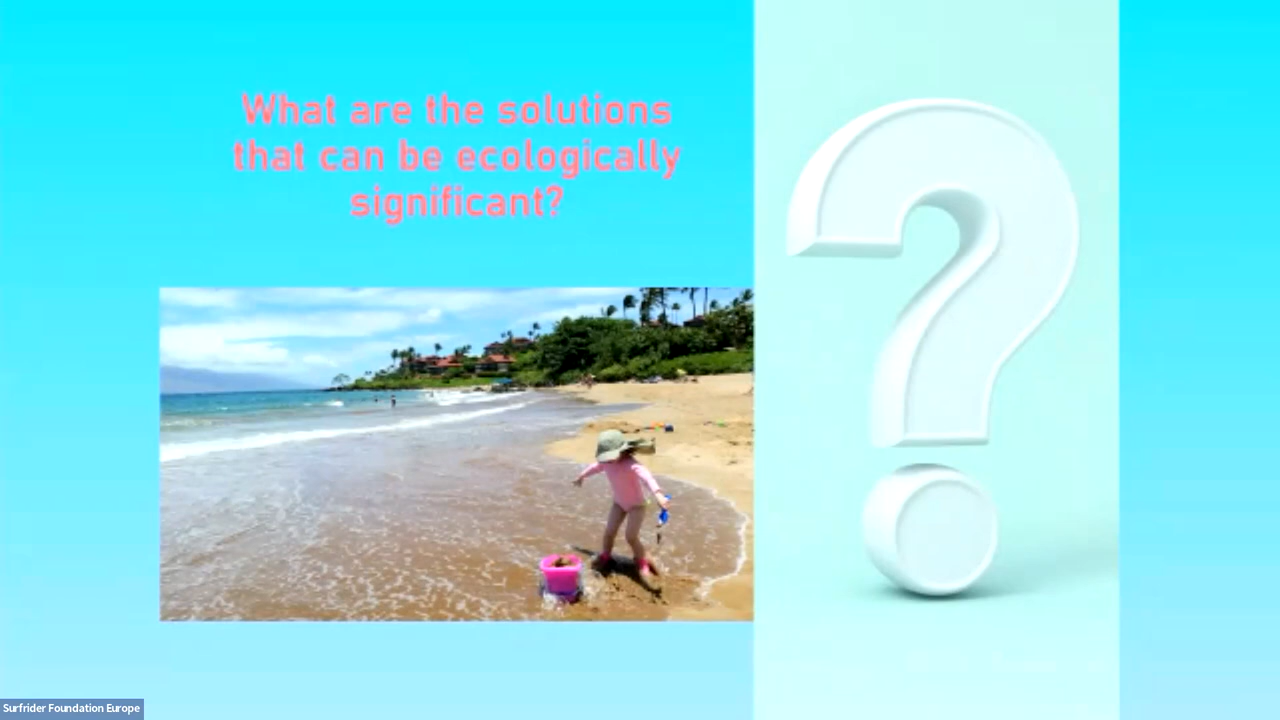 What are the solutions
that can be ecologically
significant?
Surfrider Foundation Europe